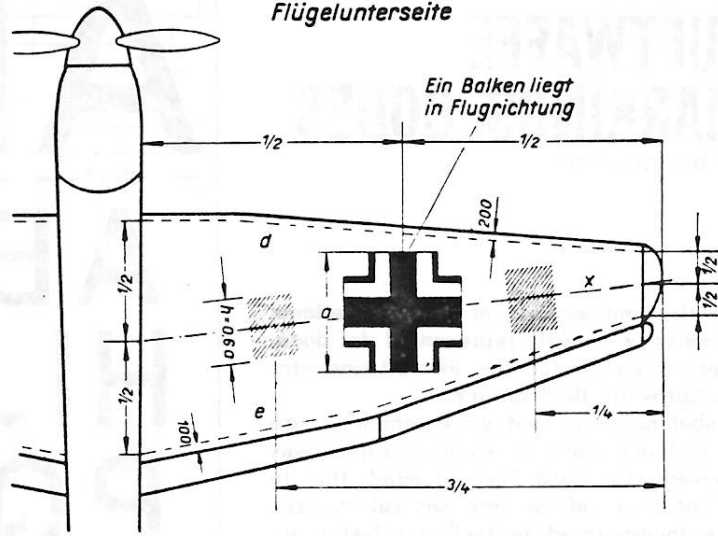 Flügelunterseite
Ein Balken liegt
in Flugrichtung
1/2
1/2
200
d
1/2
1/2
1/2
x
a
0,60·h
1/2
e
100
1/4
3/4